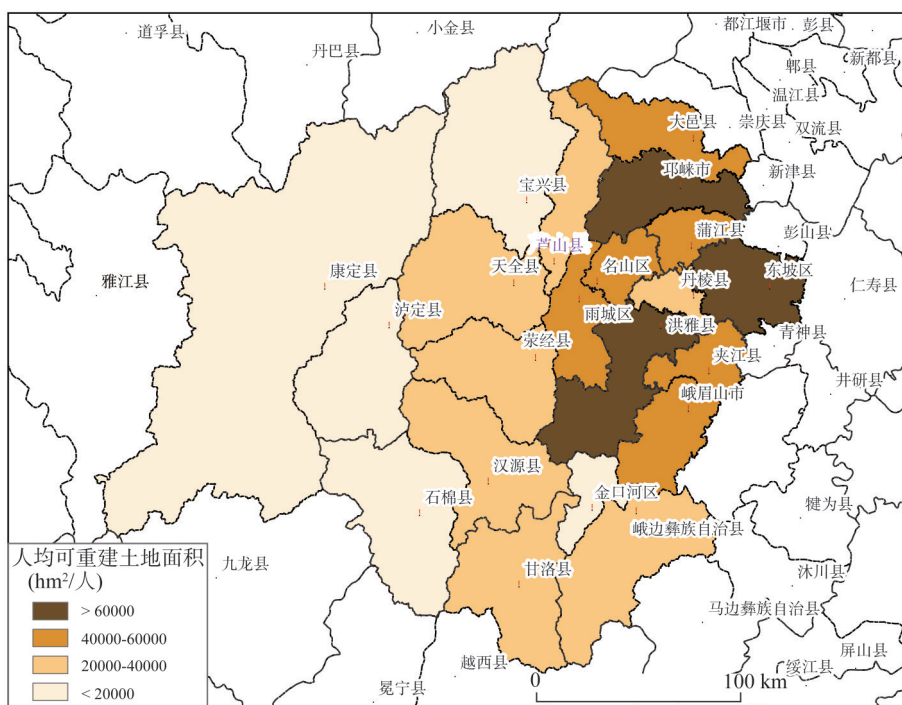 小金县
都江堰市
彭县
道孚县
丹巴县
新都县
郫县
温江县
大邑县
崇庆县
双流县
邛崃市
新津县
宝兴县
蒲江县
彭山县
芦山县
天全县
名山区
康定县
东坡区
雅江县
丹棱县
仁寿县
泸定县
雨城区
洪雅县
青神县
荥经县
夹江县
井研县
峨眉山市
汉源县
石棉县
金口河区
犍为县
峨边彝族自治县
九龙县
甘洛县
沐川县
马边彝族自治县
屏山县
越西县
绥江县
冕宁县
人均可重建土地面积
(hm²/人)
> 60000
40000-60000
20000-40000
< 20000
0 100 km